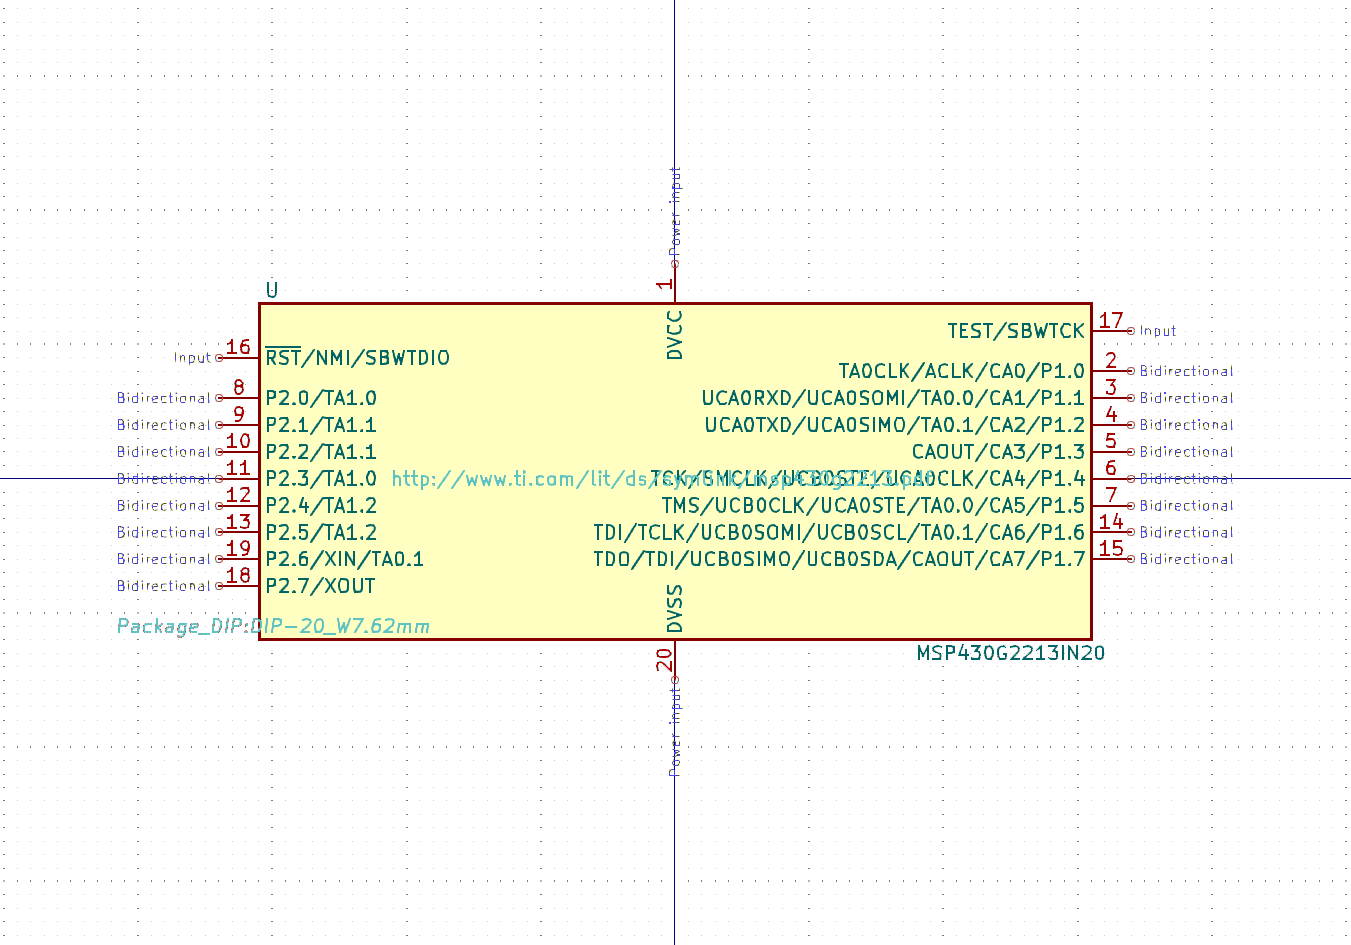 Power input
1
U
DVCC
17 Input
TEST/SBWTCK
Input 16
RST/NMI/SBWTDIO
TA0CLK/ACLK/CA0/P1.0 2 Bidirectional
Bidirectional 8 P2.0/TA1.0
UCA0RXD/UCA0SOMI/TA0.0/CA1/P1.1 3 Bidirectional
Bidirectional 9 P2.1/TA1.1
UCA0TXD/UCA0SIMO/TA0.1/CA2/P1.2 4 Bidirectional
Bidirectional 10 P2.2/TA1.1
CAOUT/CA3/P1.3 5 Bidirectional
Bidirectional 11 P2.3/TA1.0
http://www.ti.com/lit/ds/symlink/msp430g2213.pdf
TCK/SMCLK/UCB0STE/UCA0CLK/CA4/P1.4 6 Bidirectional
Bidirectional 12 P2.4/TA1.2
TMS/UCB0CLK/UCA0STE/TA0.0/CA5/P1.5 7 Bidirectional
Bidirectional 13 P2.5/TA1.2
TDI/TCLK/UCB0SOMI/UCB0SCL/TA0.1/CA6/P1.6 14 Bidirectional
Bidirectional 19 P2.6/XIN/TA0.1
TDO/TDI/UCB0SIMO/UCB0SDA/CAOUT/CA7/P1.7 15 Bidirectional
Bidirectional 18 P2.7/XOUT
DVSS
Package_DIP:DIP-20_W7.62mm
MSP430G2213IN20
20
Power input